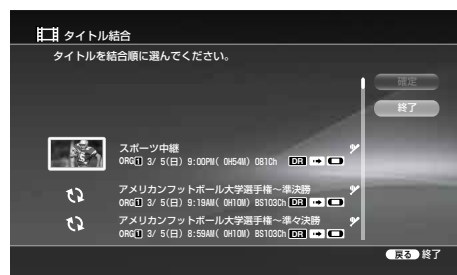 タイトル結合
タイトルを結合順に選んでください。
確定
終了
スポーツ中継
ORG1 3/ 5(日) 9:00PM( 0H54M) 081Ch DR
アメリカンフットボール大学選手権〜準決勝
ORG1 3/ 5(日) 9:19AM( 0H10M) BS103Ch DR
アメリカンフットボール大学選手権〜準々決勝
ORG1 3/ 5(日) 8:59AM( 0H10M) BS103Ch DR
戻る 終了